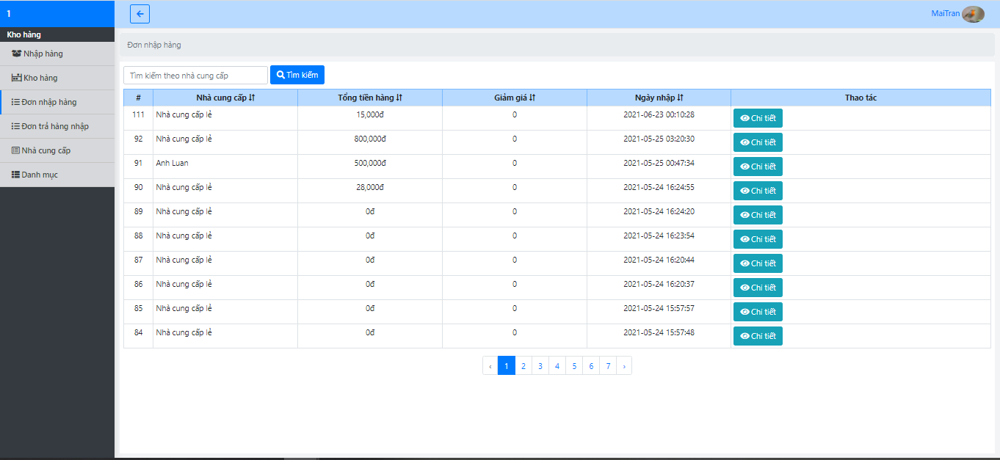 1
MaiTran
Kho hàng
Nhập hàng
Kho hàng
Đơn nhập hàng
Đơn trả hàng nhập
Nhà cung cấp
Danh mục
Đơn nhập hàng
Tìm kiếm theo nhà cung cấp Tìm kiếm
# Nhà cung cấp Tổng tiền hàng Giảm giá Ngày nhập Thao tác
111 Nhà cung cấp lẻ 15,000đ 0 2021-06-23 00:10:28 Chi tiết
92 Nhà cung cấp lẻ 800,000đ 0 2021-05-25 03:20:30 Chi tiết
91 Anh Luan 500,000đ 0 2021-05-25 00:47:34 Chi tiết
90 Nhà cung cấp lẻ 28,000đ 0 2021-05-24 16:24:55 Chi tiết
89 Nhà cung cấp lẻ 0đ 0 2021-05-24 16:24:20 Chi tiết
88 Nhà cung cấp lẻ 0đ 0 2021-05-24 16:23:54 Chi tiết
87 Nhà cung cấp lẻ 0đ 0 2021-05-24 16:20:44 Chi tiết
86 Nhà cung cấp lẻ 0đ 0 2021-05-24 16:20:37 Chi tiết
85 Nhà cung cấp lẻ 0đ 0 2021-05-24 15:57:57 Chi tiết
84 Nhà cung cấp lẻ 0đ 0 2021-05-24 15:57:48 Chi tiết
‹ 1 2 3 4 5 6 7 ›